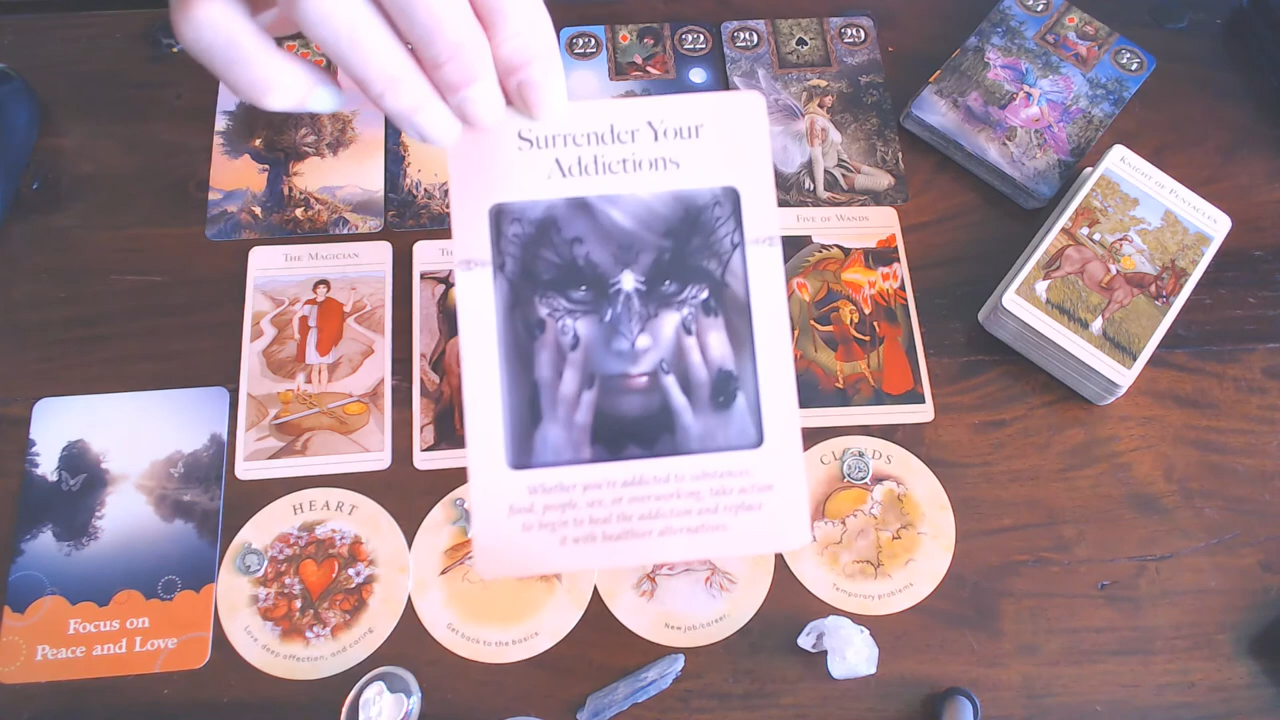 22
22
29
29
34
34
Surrender Your
Addictions
Whether you're addicted to substances,
food, people, sex, or overworking, take action
to begin to heal the addiction and replace
it with healthier alternatives.
Knight of Pentacles
Five of Wands
The Magician
Focus on
Peace and Love
HEART
Love, deep affection, and caring.
Get back to the basics
New job/career.
CLOUDS
Temporary problems